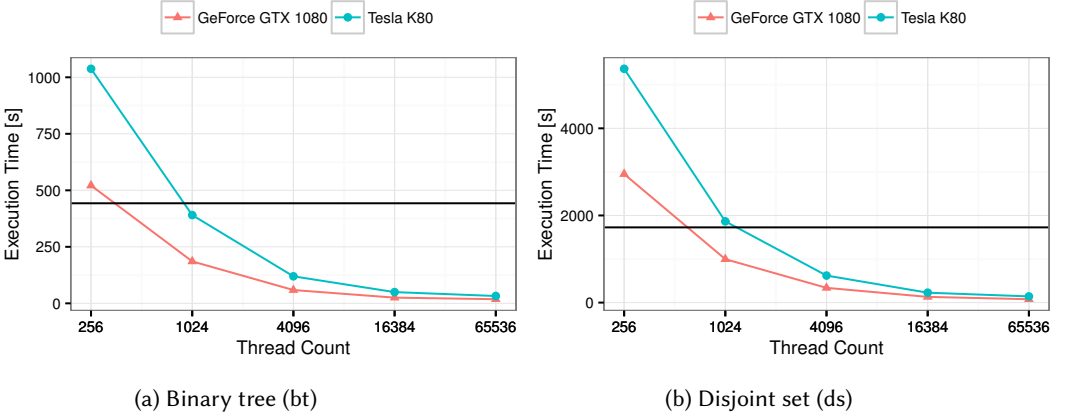 GeForce GTX 1080 Tesla K80
Execution Time [s]
1000
750
500
250
0
256 1024 4096 16384 65536
Thread Count
(a) Binary tree (bt)
GeForce GTX 1080 Tesla K80
Execution Time [s]
4000
2000
0
256 1024 4096 16384 65536
Thread Count
(b) Disjoint set (ds)